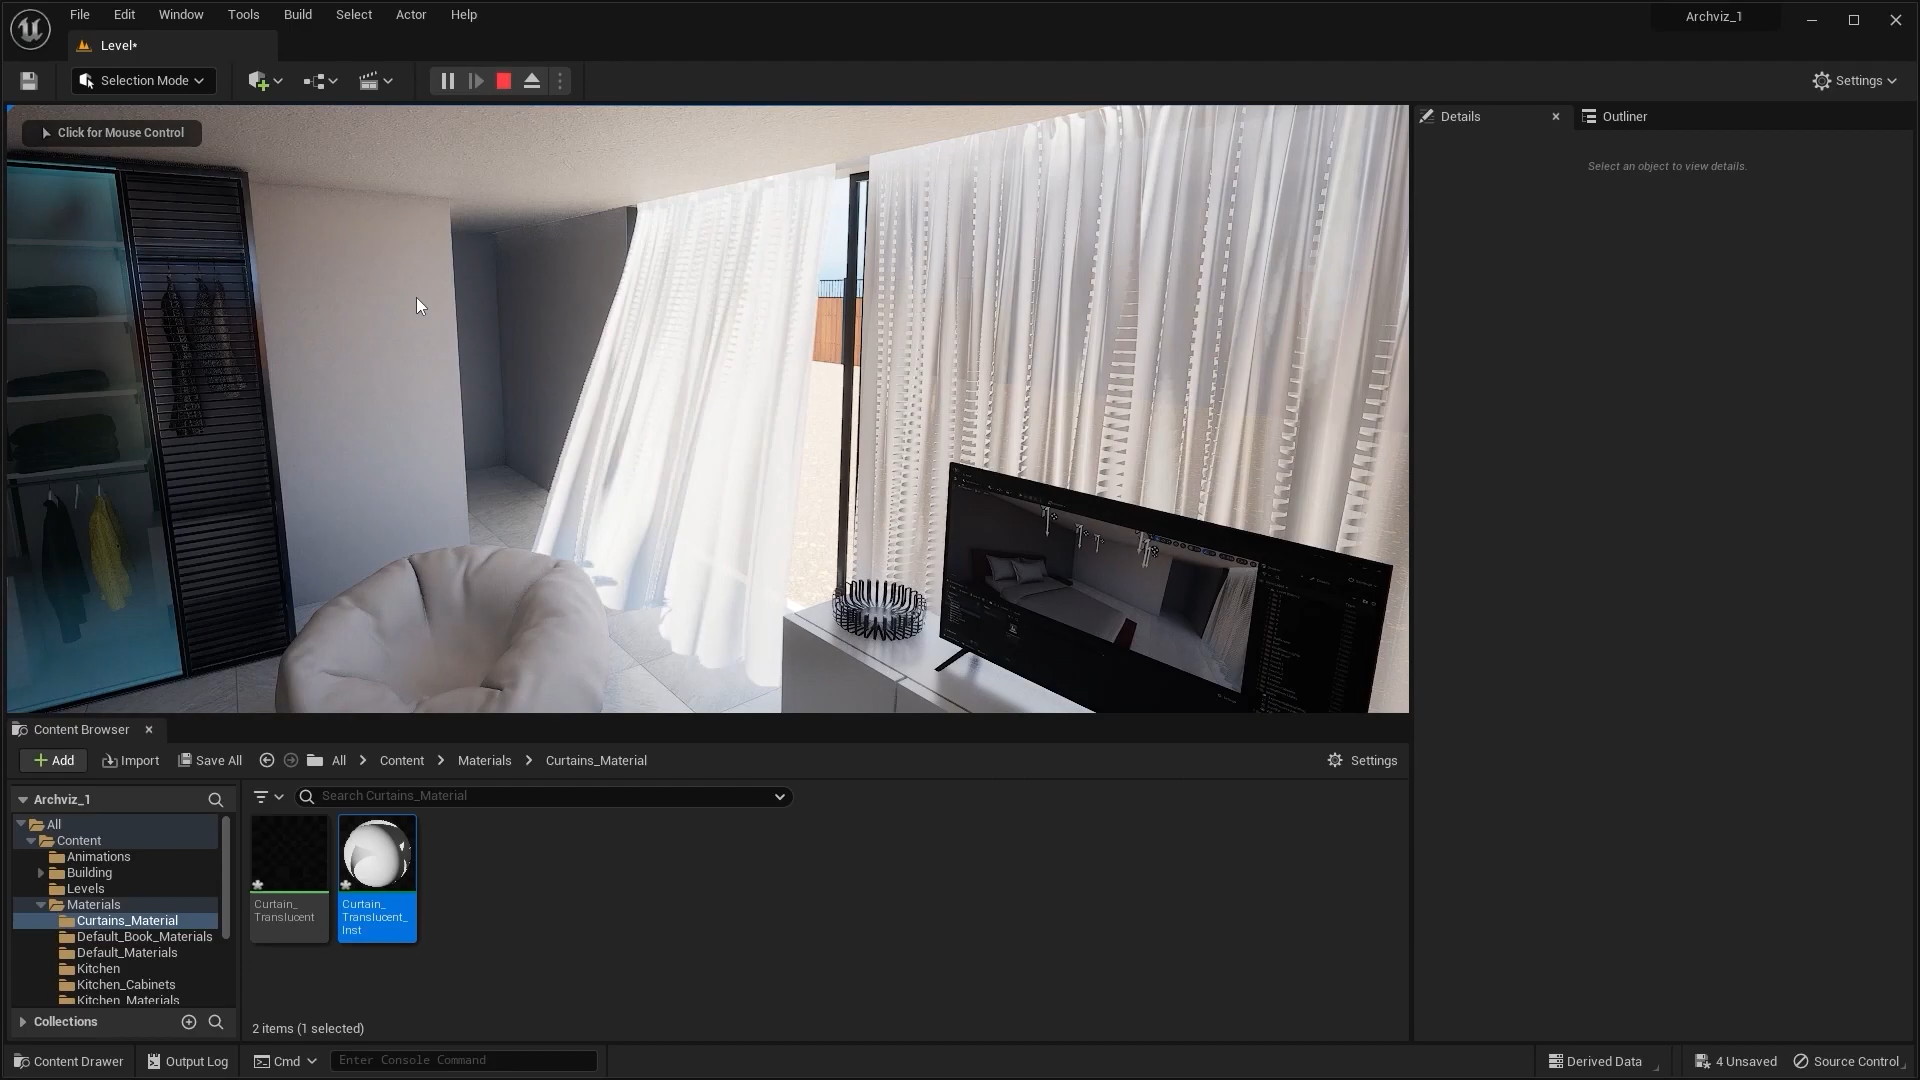 File Edit Window Tools Build Select Actor Help
Archviz_1
Level*
Selection Mode
Settings
Click for Mouse Control
Details
Outliner
Select an object to view details.
Content Browser
Add Import Save All All Content Materials Curtains_Material Settings
Archviz_1
Search Curtains_Material
All
Content
Animations
Building
Levels
Materials
Curtains_Material
Default_Book_Materials
Default_Materials
Kitchen
Kitchen_Cabinets
Kitchen_Materials
Curtain_
Translucent
Curtain_
Translucent_
Inst
Collections
2 items (1 selected)
Content Drawer Output Log Cmd Enter Console Command Derived Data 4 Unsaved Source Control